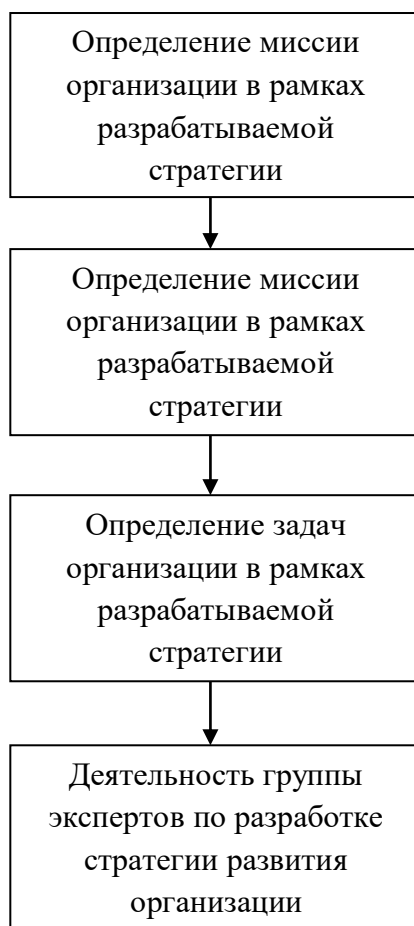 Определение миссии
организации в рамках
разрабатываемой
стратегии
Определение миссии
организации в рамках
разрабатываемой
стратегии
Определение задач
организации в рамках
разрабатываемой
стратегии
Деятельность группы
экспертов по разработке
стратегии развития
организации